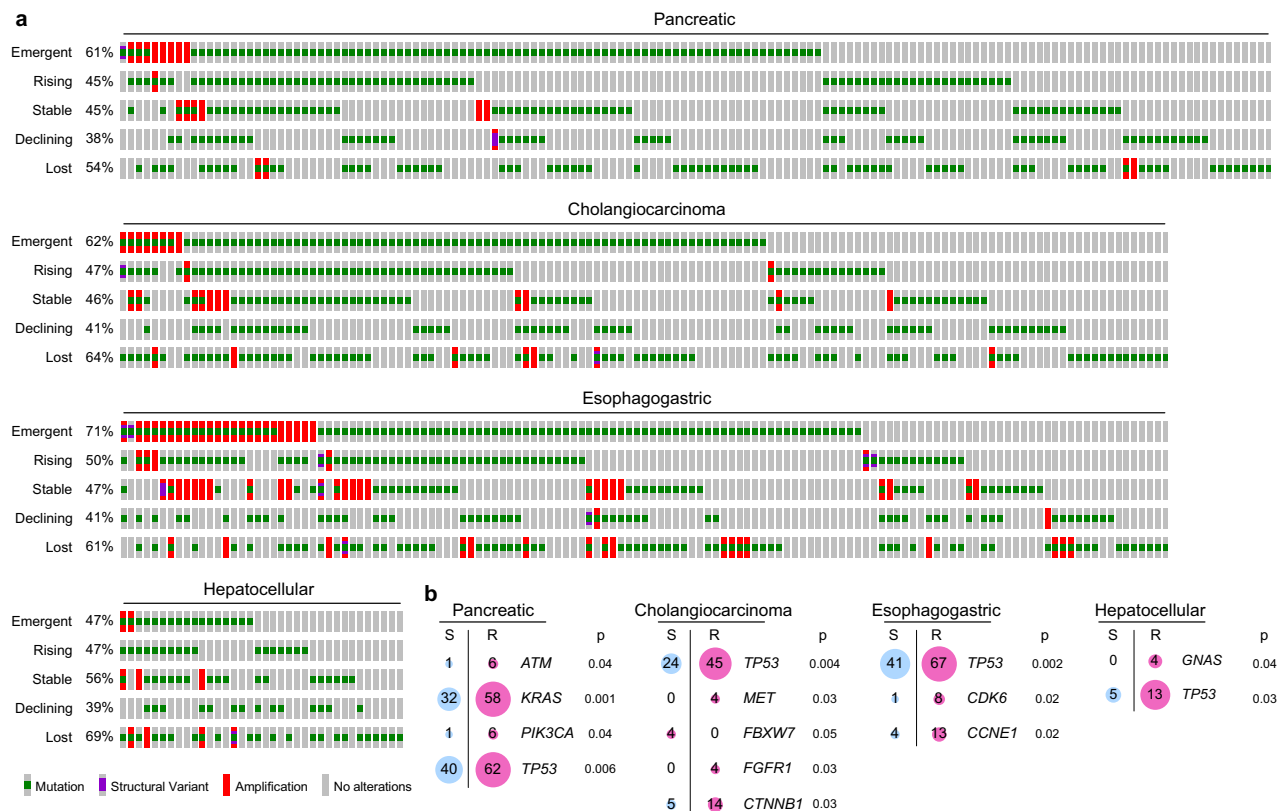 a
Pancreatic
Emergent 61%
Rising 45%
Stable 45%
Declining 38%
Lost 54%
Cholangiocarcinoma
Emergent 62%
Rising 47%
Stable 46%
Declining 41%
Lost 64%
Esophagogastric
Emergent 71%
Rising 50%
Stable 47%
Declining 41%
Lost 61%
Hepatocellular
Emergent 47%
Rising 47%
Stable 56%
Declining 39%
Lost 69%
Mutation Structural Variant Amplification No alterations
b
Pancreatic
S R p
1 6 ATM 0.04
32 58 KRAS 0.001
1 6 PIK3CA 0.04
40 62 TP53 0.006
Cholangiocarcinoma
S R p
24 45 TP53 0.004
0 4 MET 0.03
4 0 FBXW7 0.05
0 4 FGFR1 0.03
5 14 CTNNB1 0.03
Esophagogastric
S R p
41 67 TP53 0.002
1 8 CDK6 0.02
4 13 CCNE1 0.02
Hepatocellular
S R p
0 4 GNAS 0.04
5 13 TP53 0.03